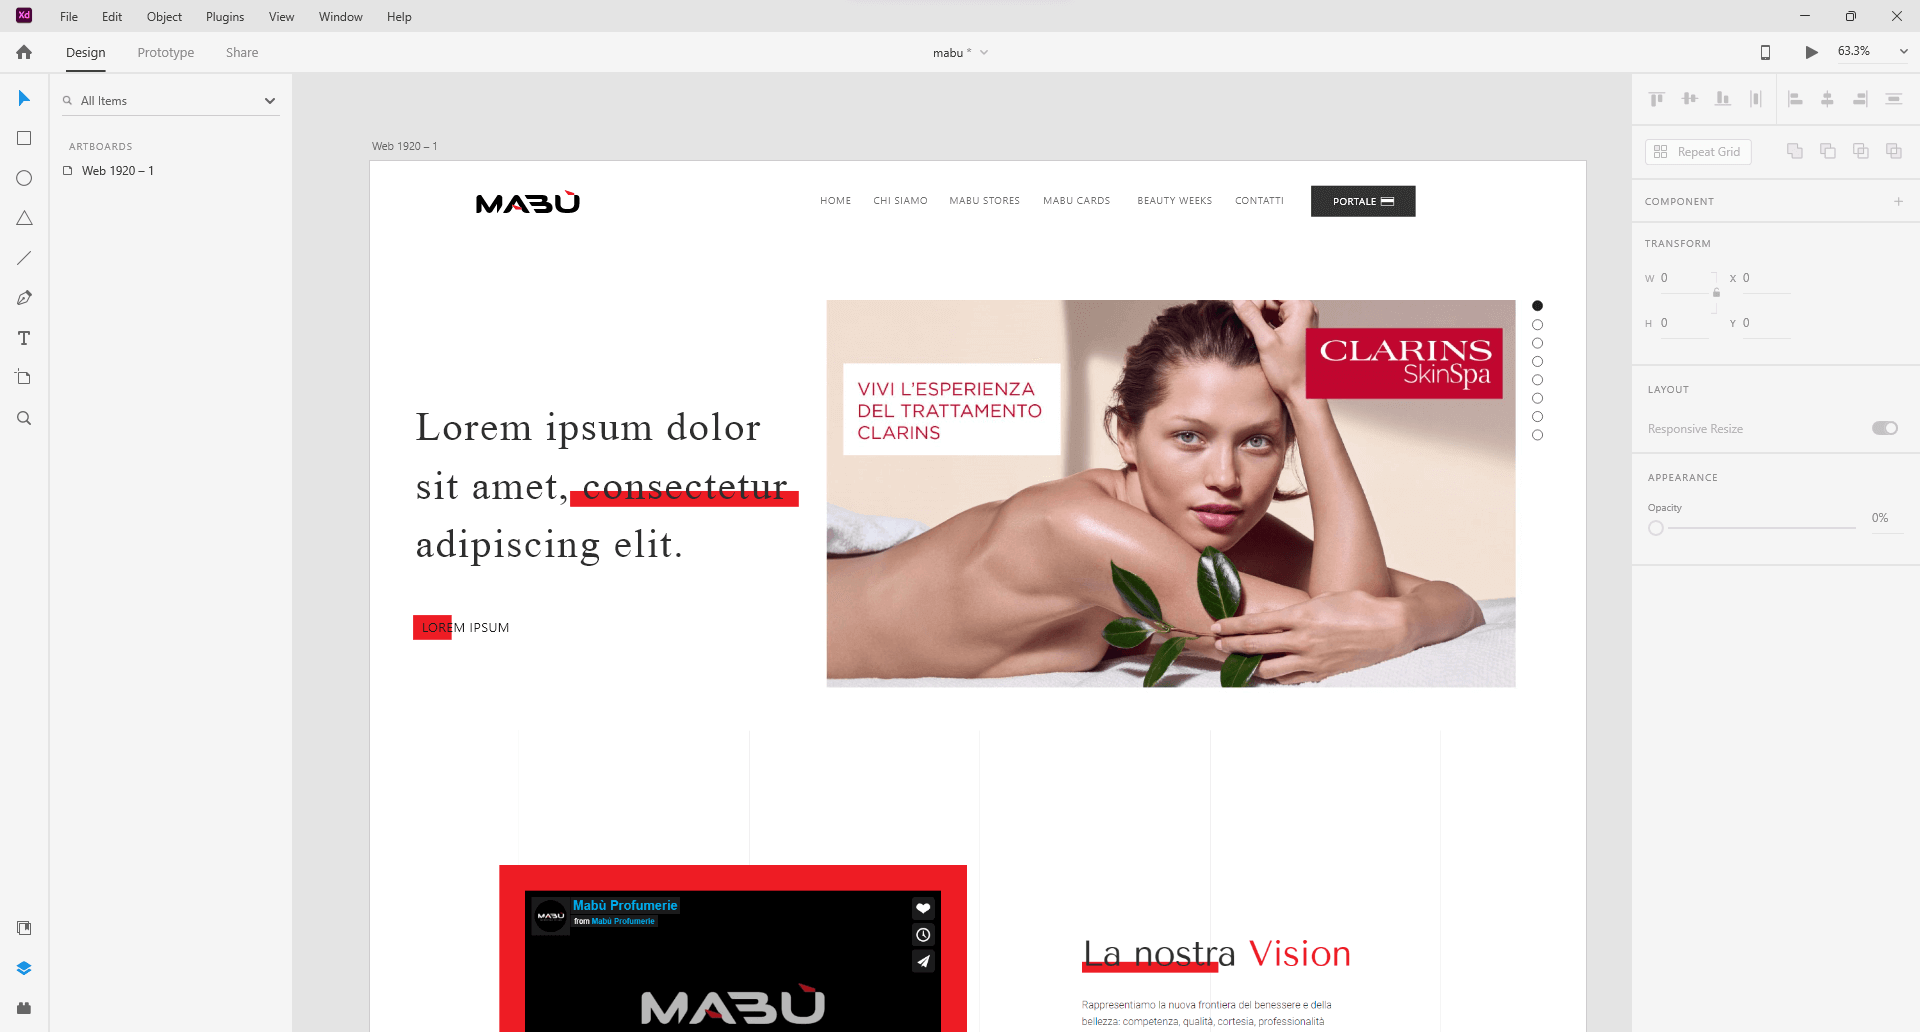 Xd File Edit Object Plugins View Window Help
Design Prototype Share
mabu *
63.3%
All Items
ARTBOARDS
Web 1920 – 1
Web 1920 – 1
MABÙ
HOME CHI SIAMO MABU STORES MABU CARDS BEAUTY WEEKS CONTATTI PORTALE
Lorem ipsum dolor
sit amet, consectetur
adipiscing elit.
LOREM IPSUM
VIVI L'ESPERIENZA
DEL TRATTAMENTO
CLARINS
CLARINS
SkinSpa
MABÙ
Mabù Profumerie
from Mabù Profumerie
MABÙ
La nostra Vision
Rappresentiamo la nuova frontiera del benessere e della
bellezza: competenza, qualità, cortesia, professionalità
Repeat Grid
COMPONENT
TRANSFORM
W 0 X 0
H 0 Y 0
LAYOUT
Responsive Resize
APPEARANCE
Opacity
0%